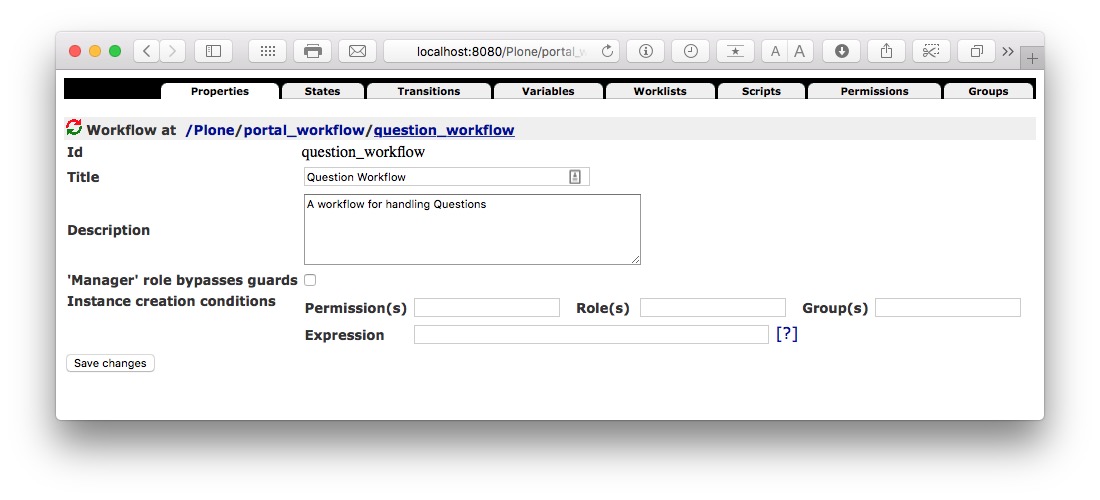 localhost:8080/Plone/portal_w
A A
Properties States Transitions Variables Worklists Scripts Permissions Groups
Workflow at /Plone/portal_workflow/question_workflow
Id question_workflow
Title Question Workflow
Description A workflow for handling Questions
'Manager' role bypasses guards
Instance creation conditions Permission(s) Role(s) Group(s)
Expression [?]
Save changes